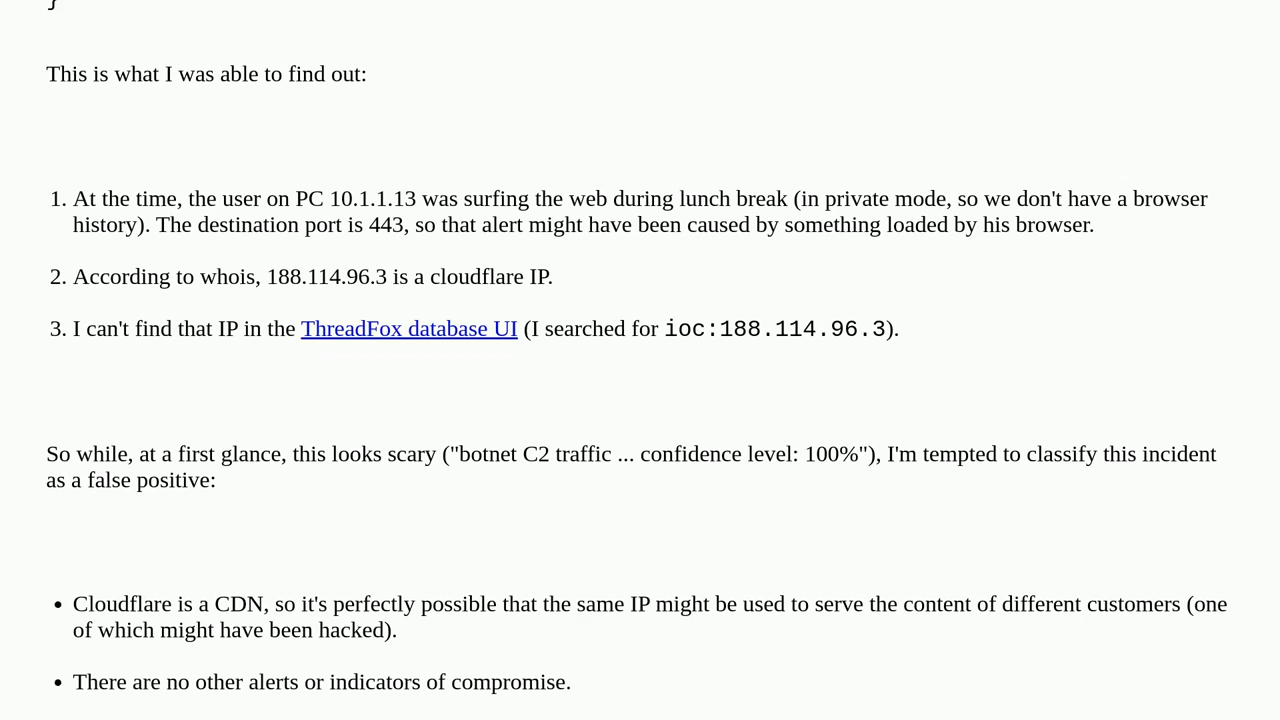 }
This is what I was able to find out:
1. At the time, the user on PC 10.1.1.13 was surfing the web during lunch break (in private mode, so we don't have a browser
history). The destination port is 443, so that alert might have been caused by something loaded by his browser.
2. According to whois, 188.114.96.3 is a cloudflare IP.
3. I can't find that IP in the ThreadFox database UI (I searched for ioc:188.114.96.3).
So while, at a first glance, this looks scary ("botnet C2 traffic ... confidence level: 100%"), I'm tempted to classify this incident
as a false positive:
• Cloudflare is a CDN, so it's perfectly possible that the same IP might be used to serve the content of different customers (one
of which might have been hacked).
• There are no other alerts or indicators of compromise.